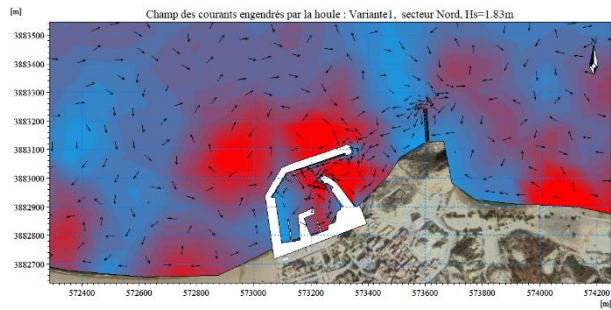 [m]
Champ des courants engendrés par la houle : Variante1, secteur Nord, Hs=1.83m
3883500
3883400
3883300
3883200
3883100
3883000
3882900
3882800
3882700
572400 572600 572800 573000 573200 573400 573600 573800 574000 574200
[m]